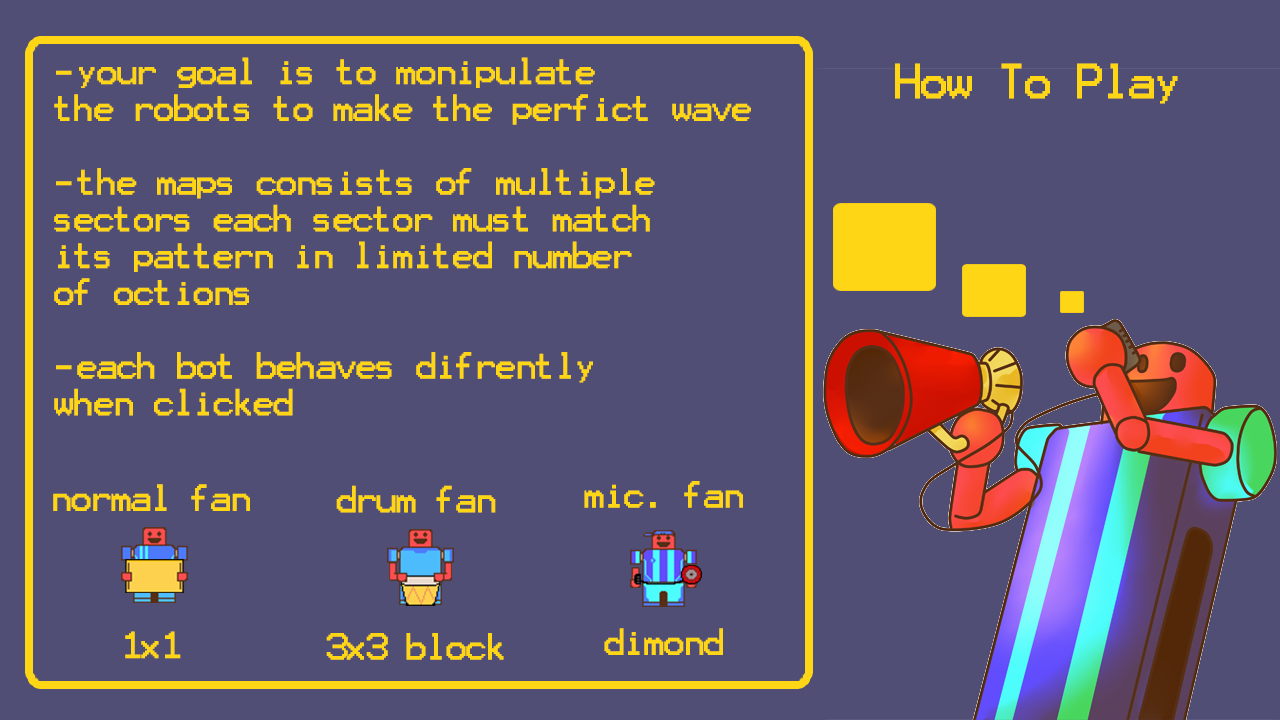 How To Play
-your goal is to monipulate
the robots to make the perfict wave
-the maps consists of multiple
sectors each sector must match
its pattern in limited number
of octions
-each bot behaves difrently
when clicked
normal fan
drum fan
mic. fan
1x1
3x3 block
dimond